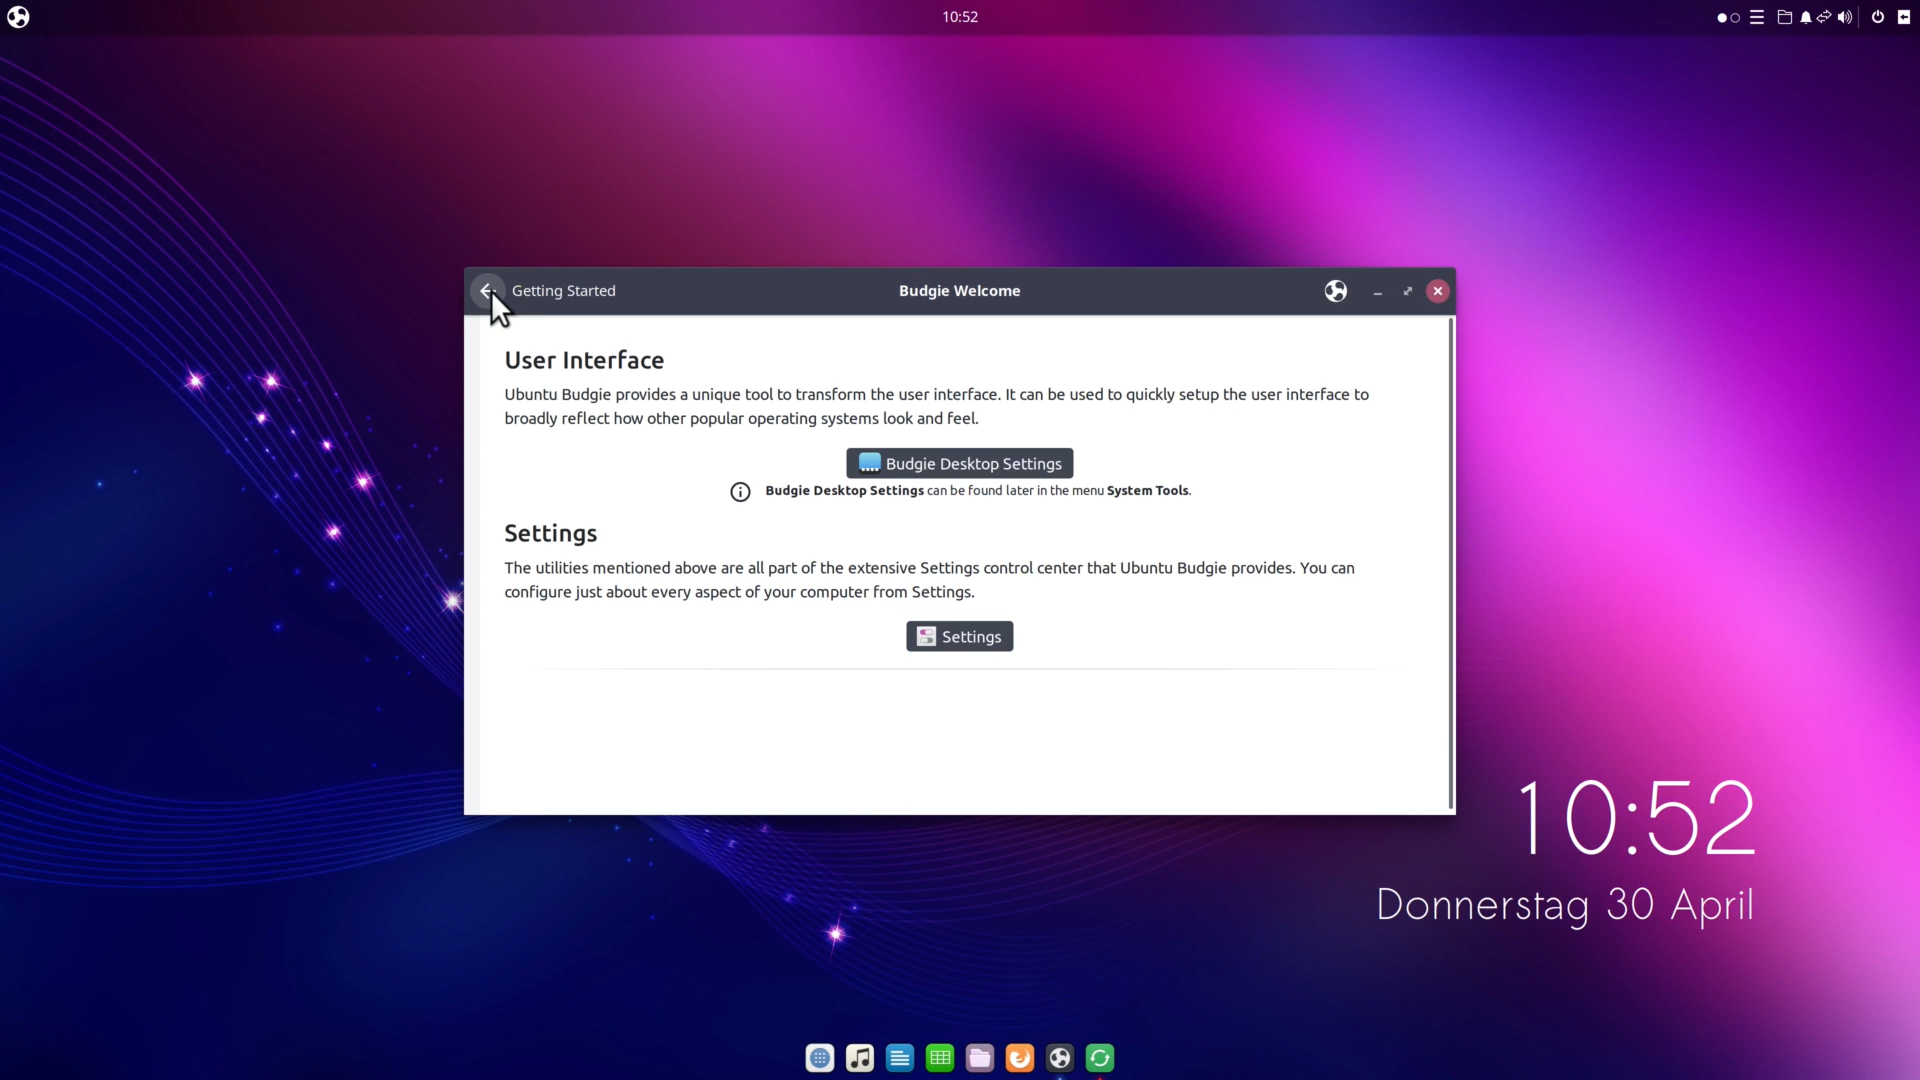 10:52
Getting Started
Budgie Welcome
User Interface
Ubuntu Budgie provides a unique tool to transform the user interface. It can be used to quickly setup the user interface to
broadly reflect how other popular operating systems look and feel.
Budgie Desktop Settings
Budgie Desktop Settings can be found later in the menu System Tools.
Settings
The utilities mentioned above are all part of the extensive Settings control center that Ubuntu Budgie provides. You can
configure just about every aspect of your computer from Settings.
Settings
10:52
Donnerstag 30 April